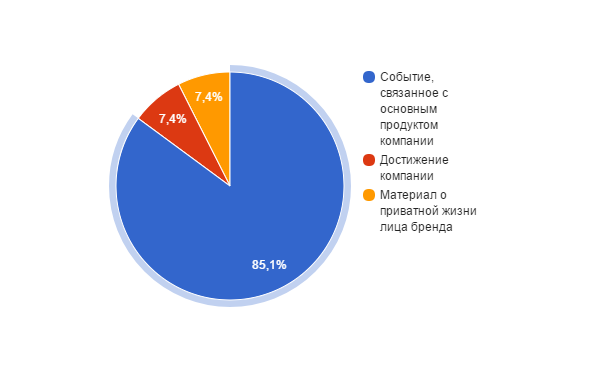 7,4%
7,4%
85,1%
Событие,
связанное с
основным
продуктом
компании
Достижение
компании
Материал о
приватной жизни
лица бренда